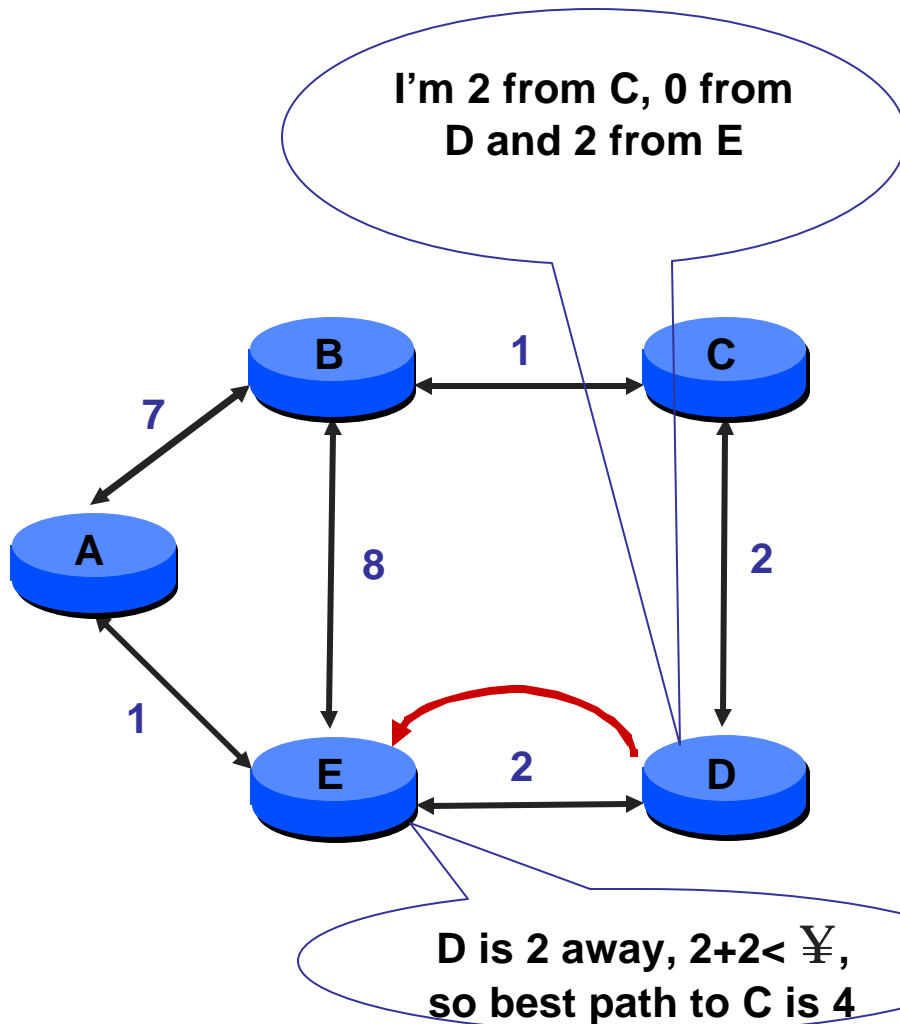 I’m 2 from C, 0 from
D and 2 from E
B
1
C
7
A
8
2
1
E
2
D
D is 2 away, 2+2< ¥,
so best path to C is 4